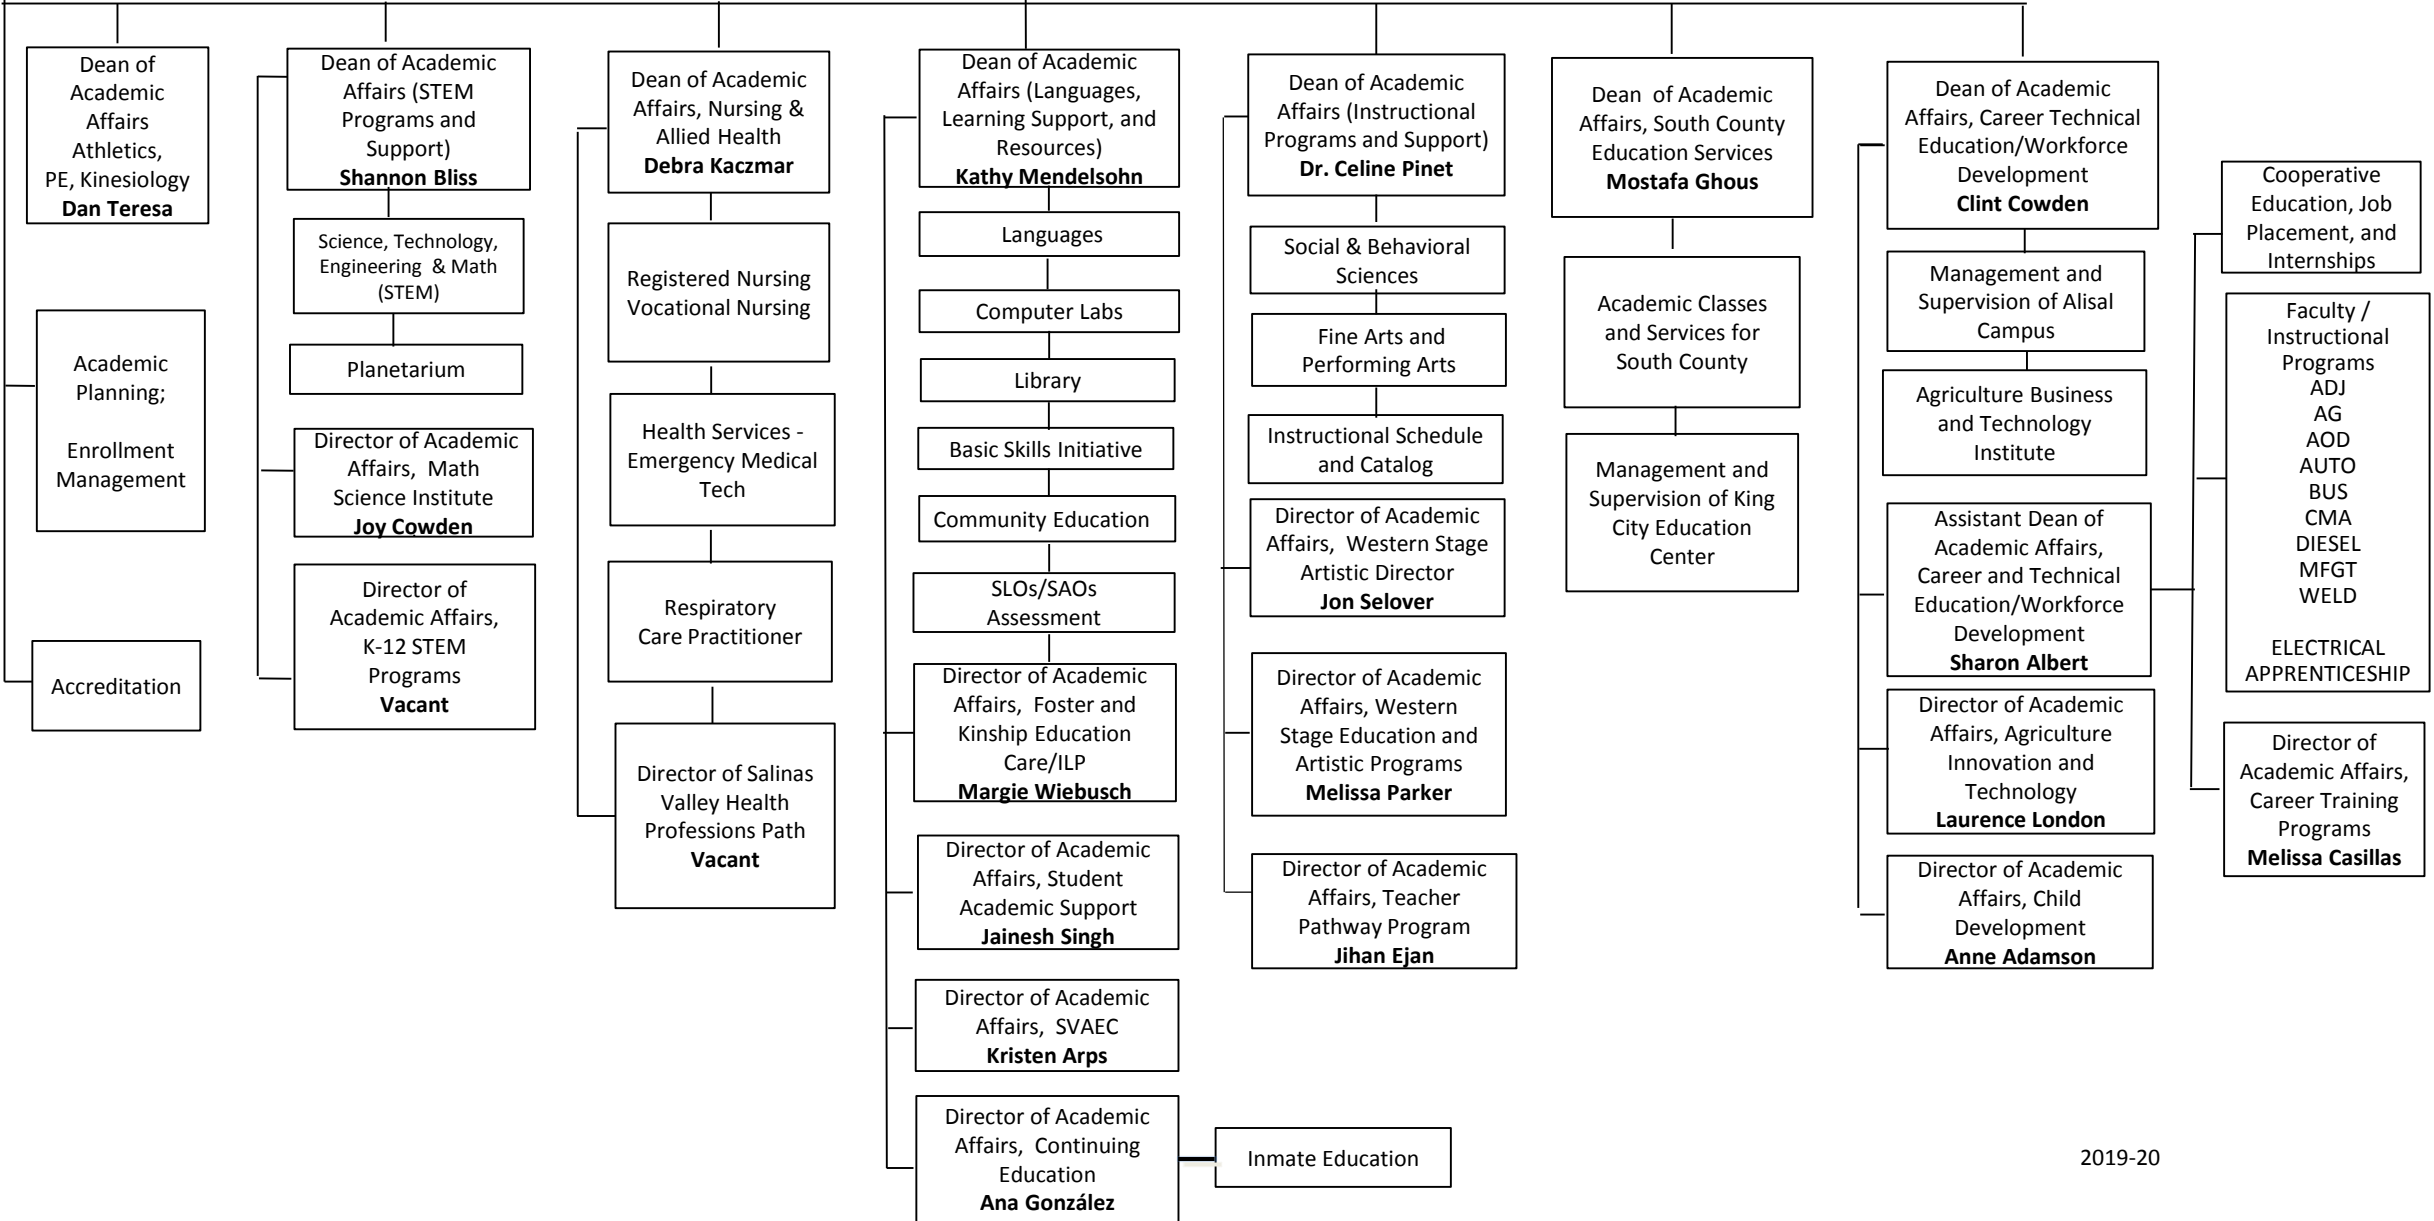 Dean of
Academic
Affairs
Athletics,
PE, Kinesiology
Dan Teresa
Academic
Planning;
Enrollment
Management
Accreditation
Dean of Academic
Affairs (STEM
Programs and
Support)
Shannon Bliss
Science, Technology,
Engineering & Math
(STEM)
Planetarium
Director of Academic
Affairs, Math
Science Institute
Joy Cowden
Director of
Academic Affairs,
K-12 STEM
Programs
Vacant
Dean of Academic
Affairs, Nursing &
Allied Health
Debra Kaczmar
Registered Nursing
Vocational Nursing
Health Services -
Emergency Medical
Tech
Respiratory
Care Practitioner
Director of Salinas
Valley Health
Professions Path
Vacant
Dean of Academic
Affairs (Languages,
Learning Support, and
Resources)
Kathy Mendelsohn
Languages
Computer Labs
Library
Basic Skills Initiative
Community Education
SLOs/SAOs
Assessment
Director of Academic
Affairs, Foster and
Kinship Education
Care/ILP
Margie Wiebusch
Director of Academic
Affairs, Student
Academic Support
Jainesh Singh
Director of Academic
Affairs, SVAEC
Kristen Arps
Director of Academic
Affairs, Continuing
Education
Ana González
Inmate Education
Dean of Academic
Affairs (Instructional
Programs and Support)
Dr. Celine Pinet
Social & Behavioral
Sciences
Fine Arts and
Performing Arts
Instructional Schedule
and Catalog
Director of Academic
Affairs, Western Stage
Artistic Director
Jon Selover
Director of Academic
Affairs, Western
Stage Education and
Artistic Programs
Melissa Parker
Director of Academic
Affairs, Teacher
Pathway Program
Jihan Ejan
Dean of Academic
Affairs, South County
Education Services
Mostafa Ghous
Academic Classes
and Services for
South County
Management and
Supervision of King
City Education
Center
Dean of Academic
Affairs, Career Technical
Education/Workforce
Development
Clint Cowden
Management and
Supervision of Alisal
Campus
Agriculture Business
and Technology
Institute
Assistant Dean of
Academic Affairs,
Career and Technical
Education/Workforce
Development
Sharon Albert
Director of Academic
Affairs, Agriculture
Innovation and
Technology
Laurence London
Director of Academic
Affairs, Child
Development
Anne Adamson
Cooperative
Education, Job
Placement, and
Internships
Faculty /
Instructional
Programs
ADJ
AG
AOD
AUTO
BUS
CMA
DIESEL
MFGT
WELD
ELECTRICAL
APPRENTICESHIP
Director of
Academic Affairs,
Career Training
Programs
Melissa Casillas
2019-20